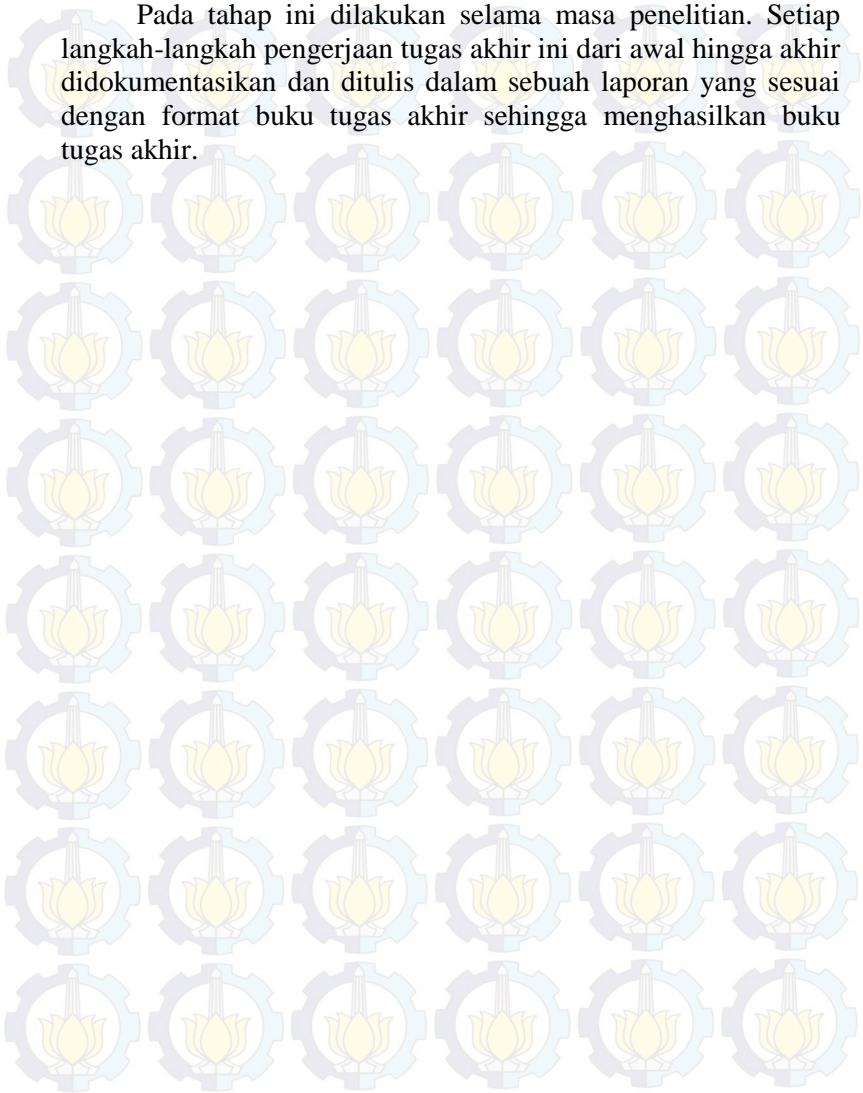 Pada tahap ini dilakukan selama masa penelitian. Setiap
langkah-langkah pengerjaan tugas akhir ini dari awal hingga akhir
didokumentasikan dan ditulis dalam sebuah laporan yang sesuai
dengan format buku tugas akhir sehingga menghasilkan buku
tugas akhir.